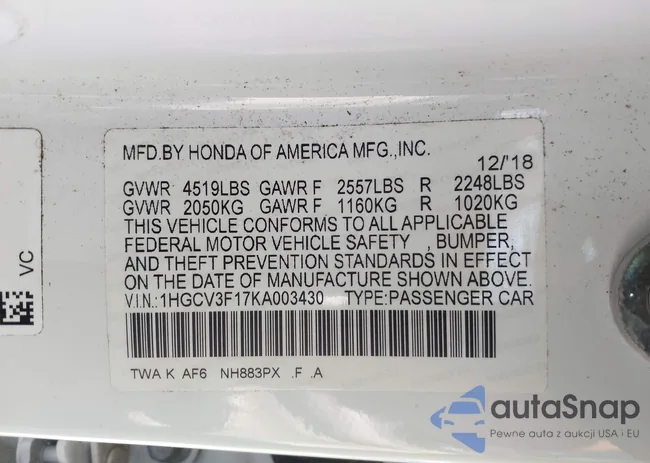 MFD.BY HONDA OF AMERICA MFG.,INC.
12/'18
GVWR 4519LBS GAWR F 2557LBS R 2248LBS
GVWR 2050KG GAWR F 1160KG R 1020KG
THIS VEHICLE CONFORMS TO ALL APPLICABLE
FEDERAL MOTOR VEHICLE SAFETY , BUMPER,
AND THEFT PREVENTION STANDARDS IN EFFECT
ON THE DATE OF MANUFACTURE SHOWN ABOVE.
V.I.N.:1HGCV3F17KA003430 TYPE:PASSENGER CAR
TWA K AF6 NH883PX .F .A
VC
autoSnap
Pewne auta z aukcji USA i EU